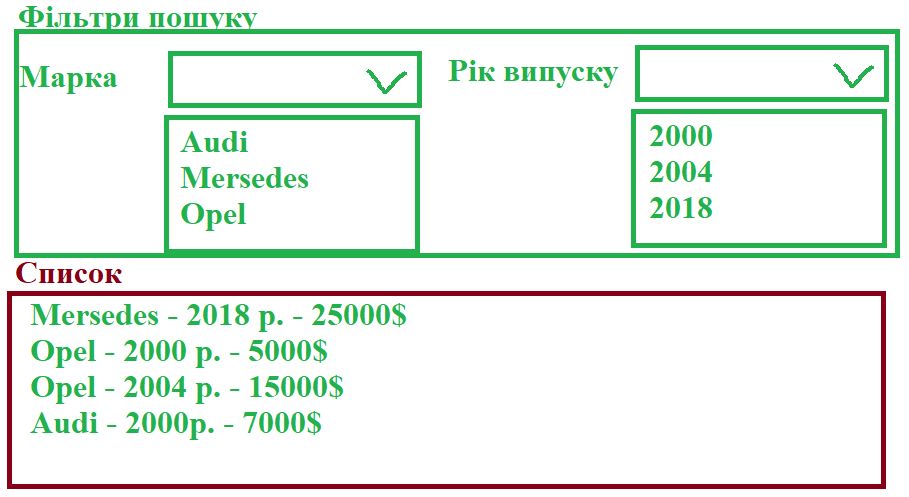 Фільтри пошуку
Марка
Рік випуску
Audi
Mersedes
Opel
2000
2004
2018
Список
Mersedes - 2018 р. - 25000$
Opel - 2000 р. - 5000$
Opel - 2004 р. - 15000$
Audi - 2000р. - 7000$